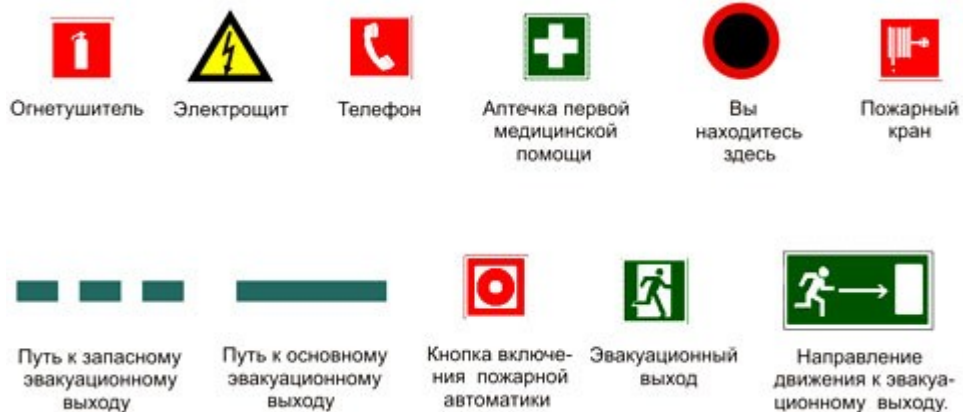 Огнетушитель
Электрощит
Телефон
Аптечка первой
медицинской
помощи
Вы
находитесь
здесь
Пожарный
кран
Путь к запасному
эвакуационному
выходу
Путь к основному
эвакуационному
выходу
Кнопка включе-
ния пожарной
автоматики
Эвакуационный
выход
Направление
движения к эвакуа-
ционному выходу.